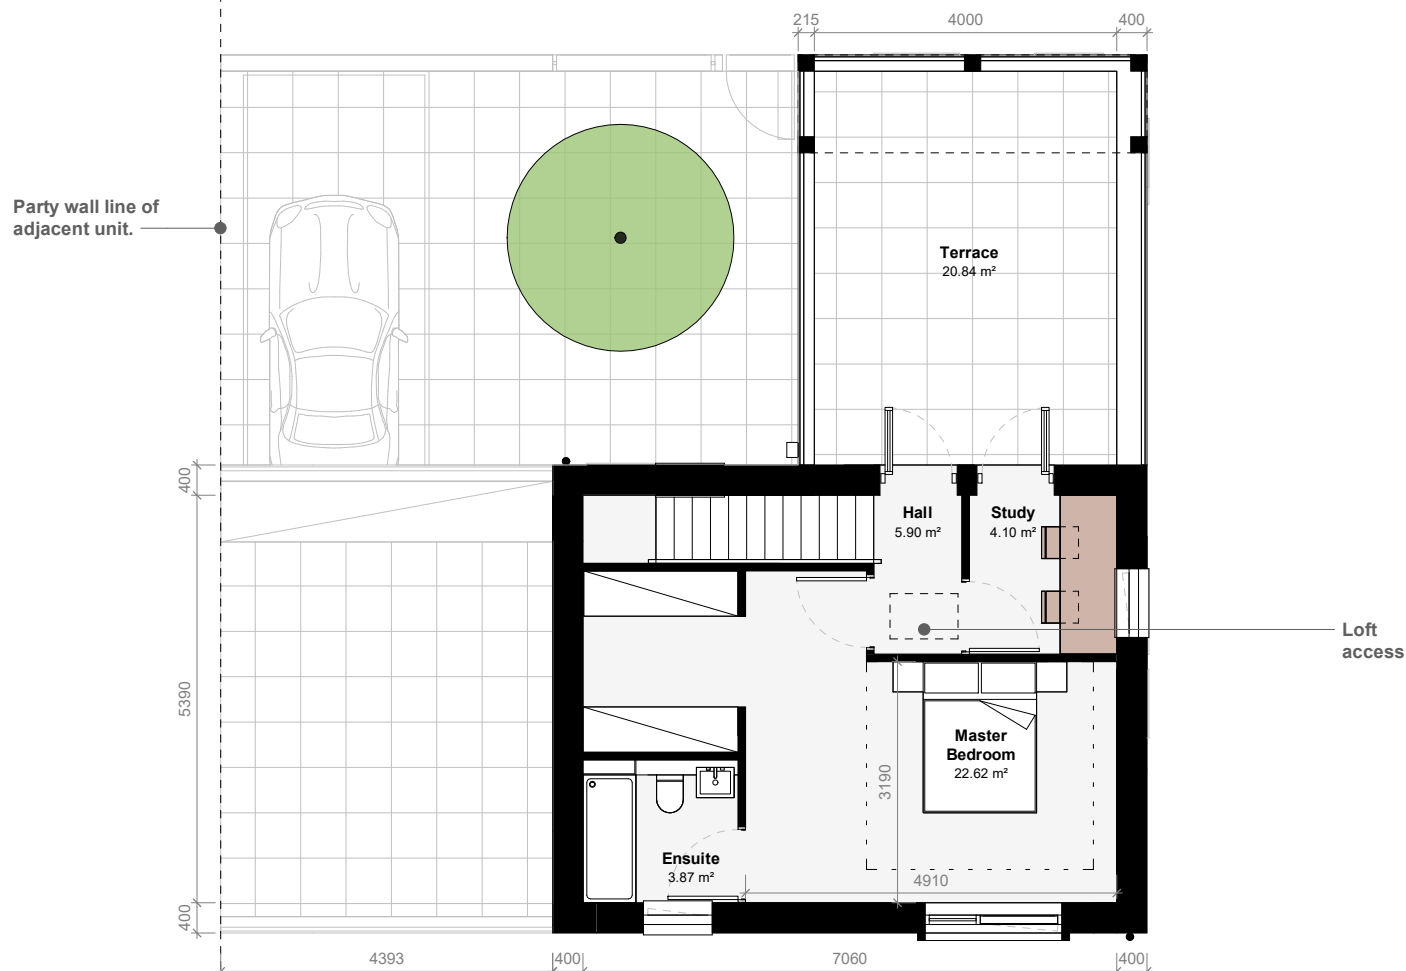 215
4000
400
Party wall line of
adjacent unit.
Terrace
20.84 m²
400
Hall
5.90 m²
Study
4.10 m²
Loft
access
5390
Master
Bedroom
22.62 m²
3190
Ensuite
3.87 m²
4910
400
4393
400
7060
400